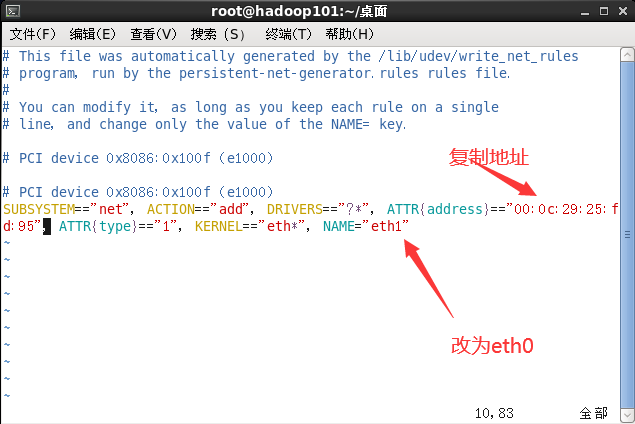 root@hadoop101:~/桌面
文件(F) 编辑(E) 查看(V) 搜索 (S) 终端(T) 帮助(H)
# This file was automatically generated by the /lib/udev/write_net_rules
# program, run by the persistent-net-generator.rules rules file.
#
# You can modify it, as long as you keep each rule on a single
# line, and change only the value of the NAME= key.
# PCI device 0x8086:0x100f (e1000)
复制地址
# PCI device 0x8086:0x100f (e1000)
SUBSYSTEM=="net", ACTION=="add", DRIVERS=="?*", ATTR{address}=="00:0c:29:25:f
d:95", ATTR{type}=="1", KERNEL=="eth*", NAME="eth1"
~
~
~
~
~
~
~
~
~
~
改为eth0
10,83 全部